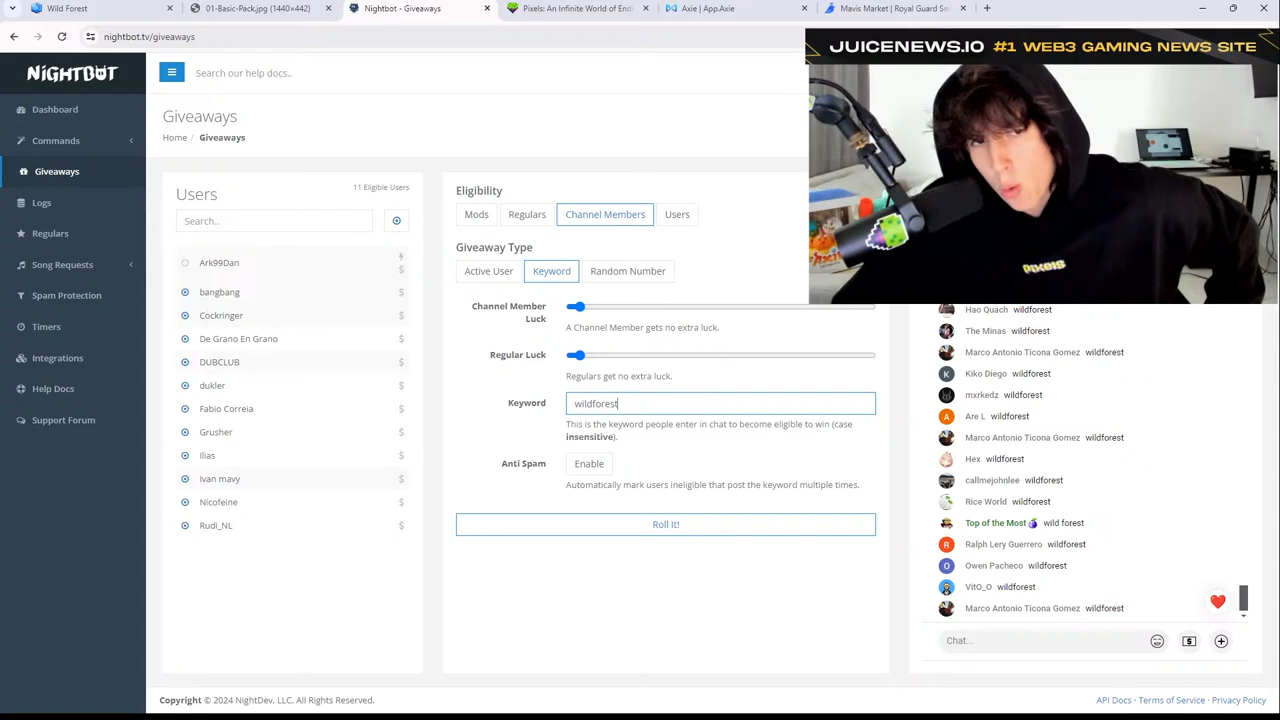 Wild Forest
01-Basic-Pack.jpg (1440×602)
Nightbot - Giveaways
Pixels: An Infinite World of End
Axie | App.Axie
Mavis Market | Royal Guard Sn
nightbot.tv/giveaways
JUICENEWS.IO #1 WEB3 GAMING NEWS SITE
NiGHTBOT
Search our help docs..
Dashboard
Commands
Giveaways
Logs
Regulars
Song Requests
Spam Protection
Timers
Integrations
Help Docs
Support Forum
Giveaways
Home / Giveaways
Users
11 Eligible Users
Search..
Ark99Dan
$
bangbang $
Cockringer $
De Grano En Grano $
DUBCLUB $
dukler $
Fabio Correia $
Grusher $
Ilias $
Ivan mavy $
Nicofeine $
Rudi_NL $
Eligibility
Mods Regulars Channel Members Users
Giveaway Type
Active User Keyword Random Number
Channel Member
Luck
A Channel Member gets no extra luck.
Regular Luck
Regulars get no extra luck.
Keyword
wildforest
This is the keyword people enter in chat to become eligible to win (case
insensitive).
Anti Spam
Enable
Automatically mark users ineligible that post the keyword multiple times.
Roll It!
PIXELS
Hao Quach wildforest
The Minas wildforest
Marco Antonio Ticona Gomez wildforest
K Kiko Diego wildforest
mxrkedz wildforest
A Are L wildforest
Marco Antonio Ticona Gomez wildforest
Hex wildforest
callmejohnlee wildforest
Rice World wildforest
Top of the Most wild forest
R Ralph Lery Guerrero wildforest
O Owen Pacheco wildforest
VitO_O wildforest
Marco Antonio Ticona Gomez wildforest
Chat...
Copyright © 2024 NightDev, LLC. All Rights Reserved.
API Docs · Terms of Service · Privacy Policy